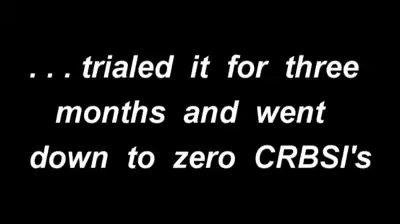 . . . trialed it for three
months and went
down to zero CRBSI's